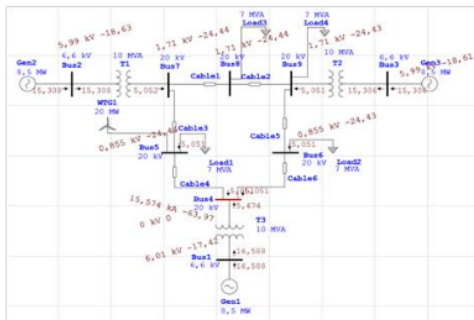 7 MVA
7 MVA
Load3
Load4
5,99 kV -18,63
1,71 kV -24,44
1,71 kV -24,44
1,71 kV -24,43
Gen2
6,6 kV
Bus2
10 MVA
T1
20 kV
Bus7
20 kV
Bus8
20 kV
Bus9
10 MVA
T2
6,6 kV
Bus3
5,99
-18,61
Gen3
8,5 MW
15,308
15,308
5,052
Cable1
Cable2
5,051
15,306
15,306
8,5 MW
WTG1
20 MW
Cable3
0,855 kV -24,44
5,051
Bus5
20 kV
Load1
7 MVA
Cable5
0,855 kV -24,43
5,051
Bus6
20 kV
Load2
7 MVA
Cable4
Cable6
15,574 kA -63,97
0 kV 0
5,051
Bus4
20 kV
5,474
T3
10 MVA
6,01 kV -17,42
Bus1
6,6 kV
16,588
16,588
Gen1
8,5 MW